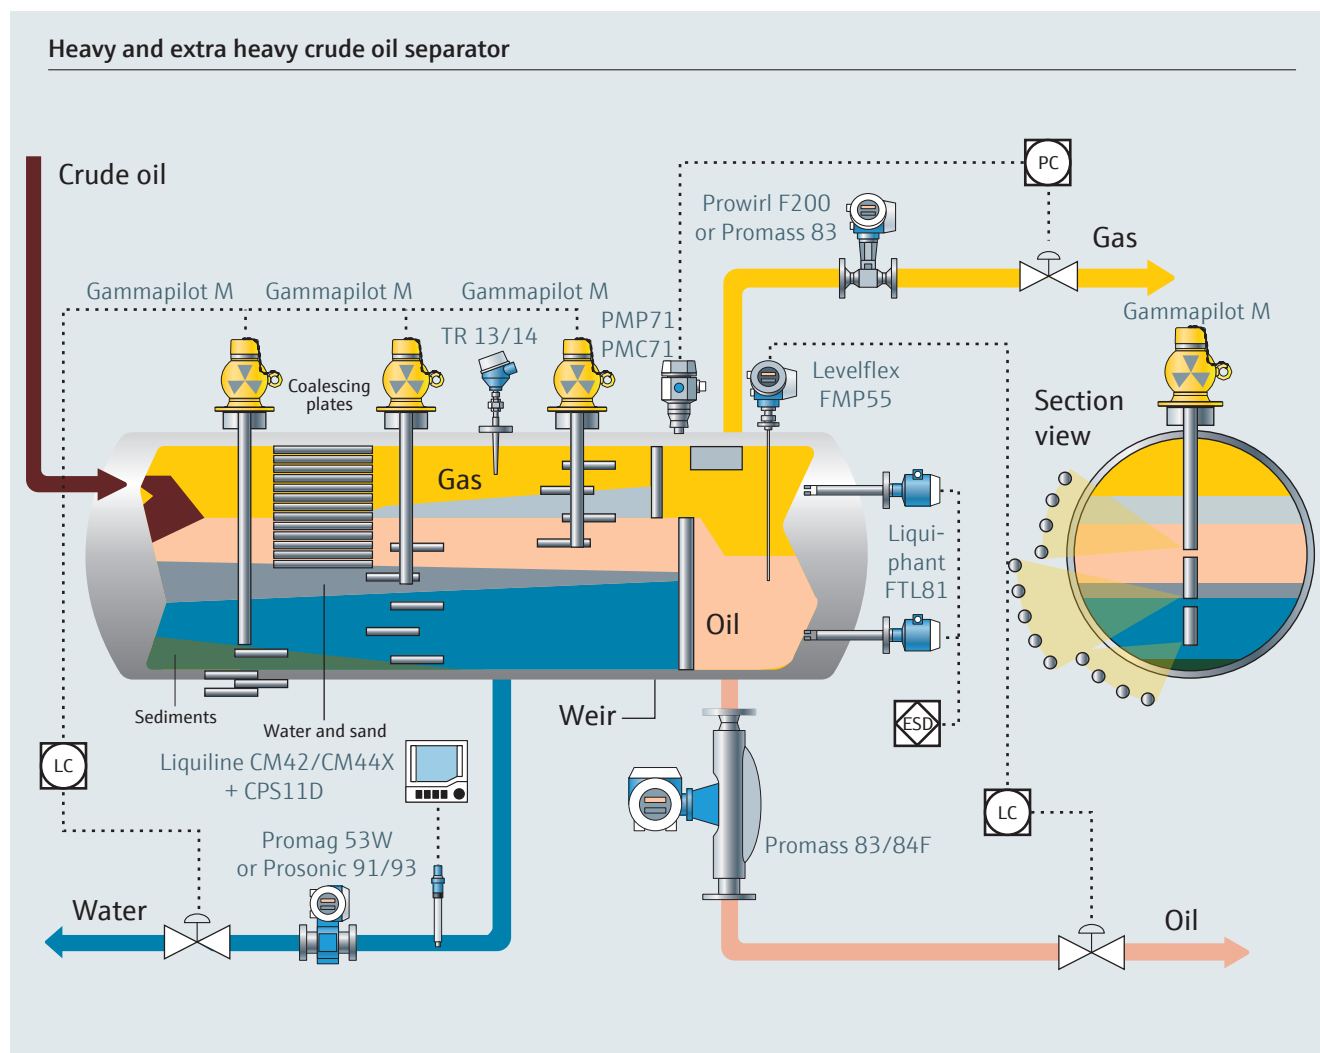 Heavy and extra heavy crude oil separator
Crude oil
PC
Prowirl F200
or Promass 83
Gas
Gammapilot M
Gammapilot M
Gammapilot M
Gammapilot M
TR 13/14
PMP71
PMC71
Levelflex
FMP55
Coalescing
plates
Section
view
Gas
Liqui-
phant
FTL81
Oil
Sediments
Water and sand
Weir
ESD
LC
Liquiline CM42/CM44X
+ CPS11D
LC
Promag 53W
or Prosonic 91/93
Promass 83/84F
Water
Oil